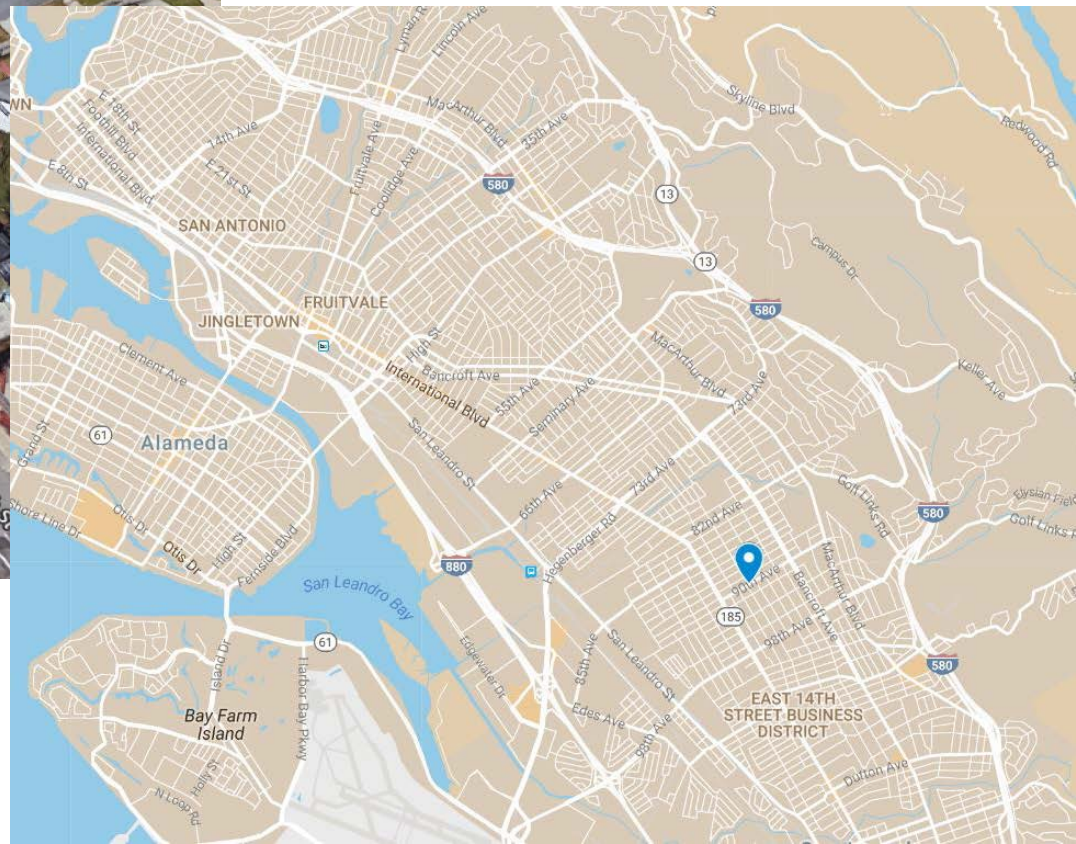 WN
E 18th St
Foothill Blvd
International Blvd
E 8th St
14th Ave
E 21st St
Lincoln Ave
MacArthur Blvd
35th Ave
Fruitvale Ave
Coolidge Ave
580
13
Skyline Blvd
Redwood Rd
SAN ANTONIO
13
Campus Dr
580
FRUITVALE
JINGLETOWN
High St
Bancroft Ave
International Blvd
55th Ave
Seminary Ave
MacArthur Blvd
73rd Ave
Keller Ave
Clement Ave
61
Grand St
Alameda
San Leandro St
66th Ave
73rd Ave
82nd Ave
Golf Links Rd
580
Elysian Field
Golf Links R
Shore Line Dr
Otis Dr
Otis Dr
High St
Fernside Blvd
880
Hegenberger Rd
San Leandro Bay
90th Ave
185
98th Ave
Bancroft Ave
MacArthur Blvd
61
Island Dr
Harbor Bay Pkwy
Edgewater Dr
85th Ave
San Leandro St
580
Bay Farm
Island
Edes Ave
98th Ave
EAST 14TH
STREET BUSINESS
DISTRICT
Holly St
N Loop Rd
Dutton Ave